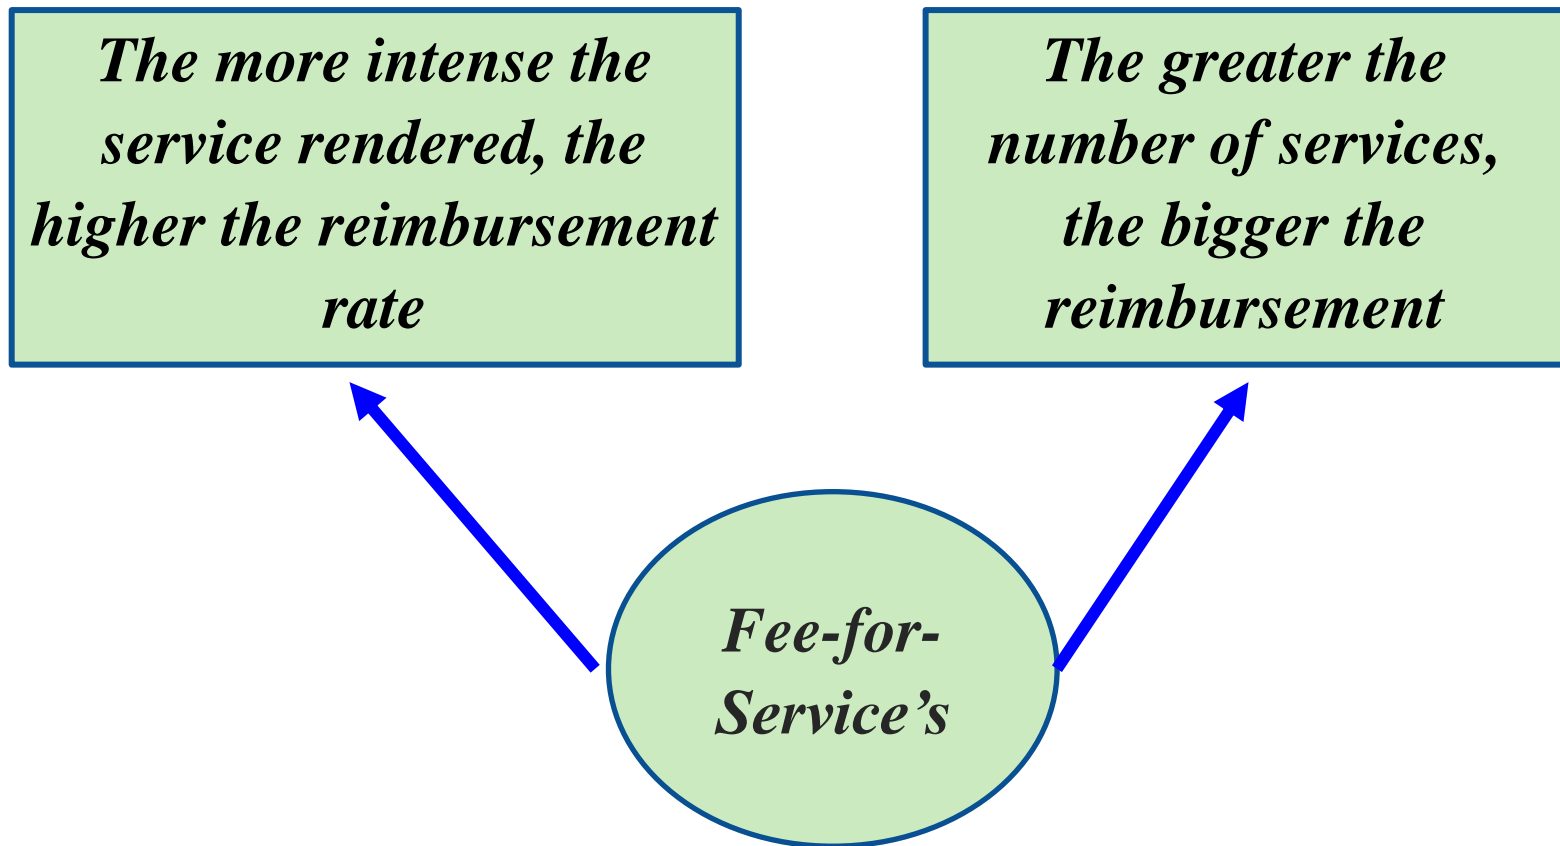 The more intense the
service rendered, the
higher the reimbursement
rate
The greater the
number of services,
the bigger the
reimbursement
Fee-for-
Service’s